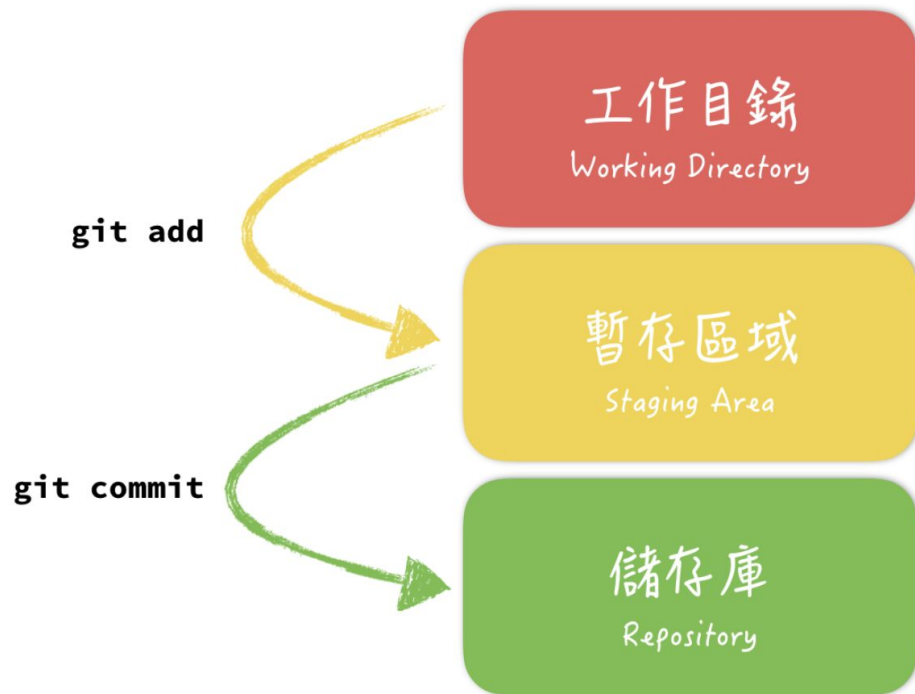 工作目錄
Working Directory
git add
暫存區域
Staging Area
git commit
儲存庫
Repository